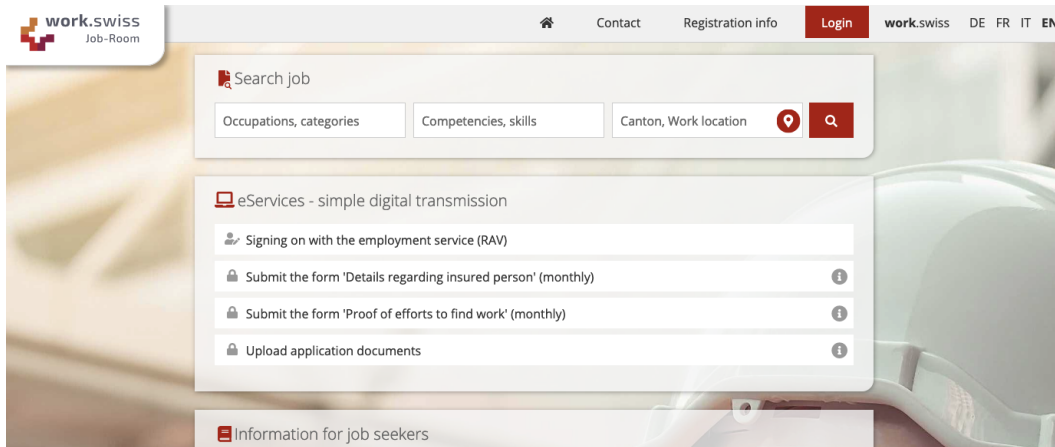 work.swiss
Job-Room
Contact
Registration info
Login
work.swiss
DE FR IT EN
Search job
Occupations, categories
Competencies, skills
Canton, Work location
eServices - simple digital transmission
Signing on with the employment service (RAV)
Submit the form 'Details regarding insured person' (monthly)
Submit the form 'Proof of efforts to find work' (monthly)
Upload application documents
Information for job seekers